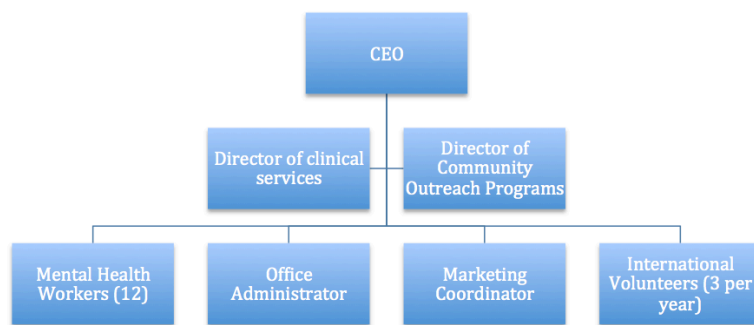 CEO
Director of clinical
services
Director of
Community
Outreach Programs
Mental Health
Workers (12)
Office
Administrator
Marketing
Coordinator
International
Volunteers (3 per
year)